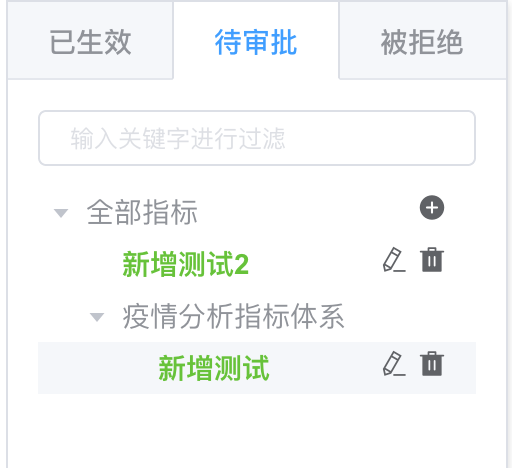 已生效 待审批 被拒绝
输入关键字进行过滤
全部指标
新增测试2
疫情分析指标体系
新增测试